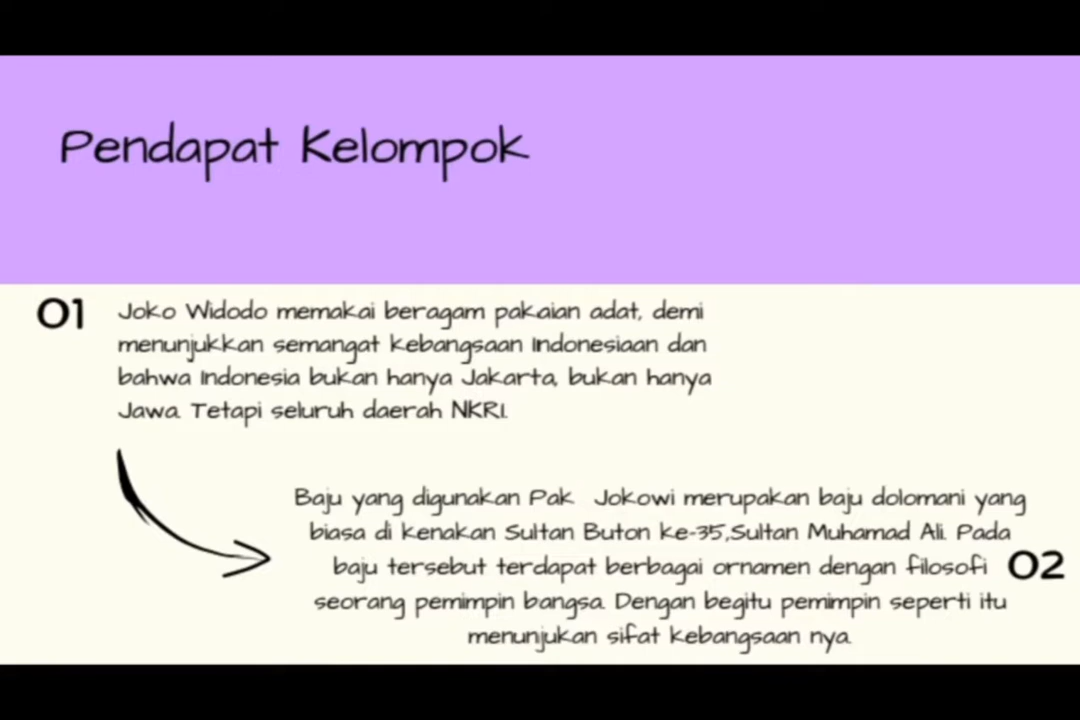 Pendapat Kelompok
01
Joko Widodo memakai beragam pakaian adat, demi
menunjukkan semangat kebangsaan Indonesiaan dan
bahwa Indonesia bukan hanya Jakarta, bukan hanya
Jawa. Tetapi seluruh daerah NKRI.
Baju yang digunakan Pak Jokowi merupakan baju dolomani yang
biasa di kenakan Sultan Buton ke-35,Sultan Muhamad Ali. Pada
baju tersebut terdapat berbagai ornamen dengan filosofi
seorang pemimpin bangsa. Dengan begitu pemimpin seperti itu
menunjukan sifat kebangsaan nya.
02